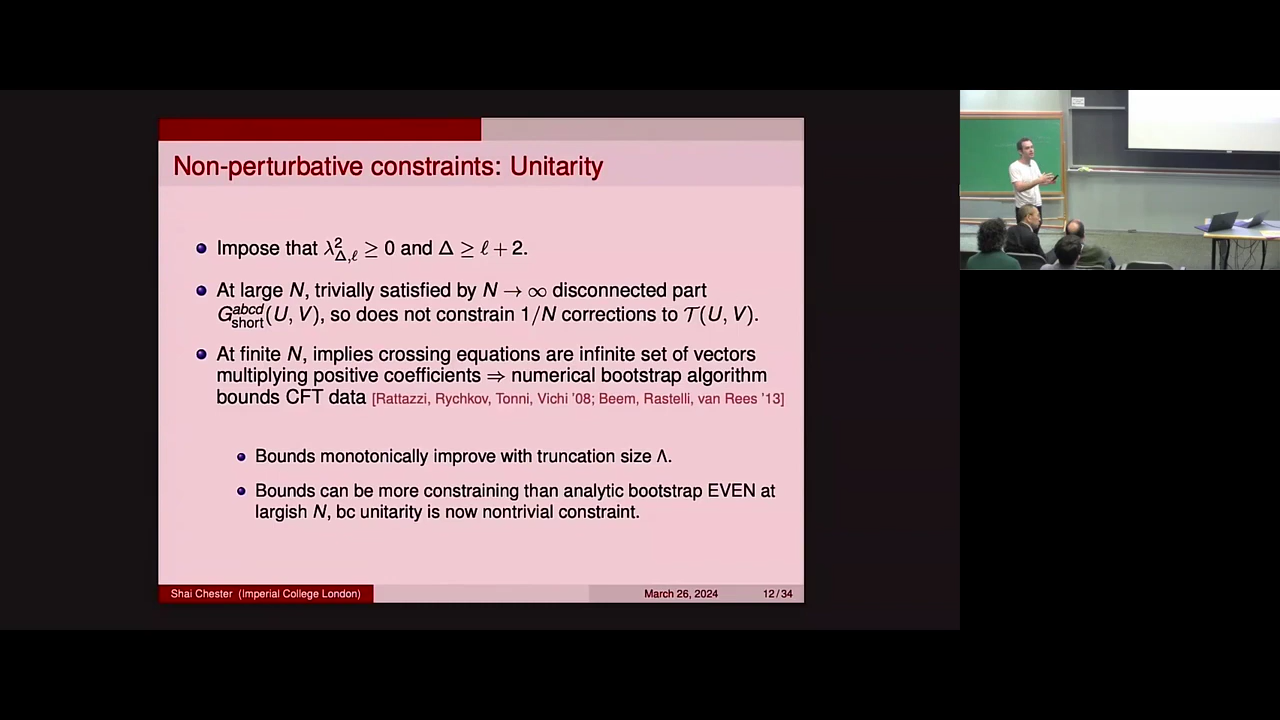 Non-perturbative constraints: Unitarity
Impose that λ²_{Δ,ℓ} ≥ 0 and Δ ≥ ℓ + 2.
At large N, trivially satisfied by N → ∞ disconnected part
G^{abcd}_{short}(U, V), so does not constrain 1/N corrections to 𝒯(U, V).
At finite N, implies crossing equations are infinite set of vectors
multiplying positive coefficients ⇒ numerical bootstrap algorithm
bounds CFT data [Rattazzi, Rychkov, Tonni, Vichi '08; Beem, Rastelli, van Rees '13]
Bounds monotonically improve with truncation size Λ.
Bounds can be more constraining than analytic bootstrap EVEN at
largish N, bc unitarity is now nontrivial constraint.
Shai Chester (Imperial College London)
March 26, 2024
12 / 34